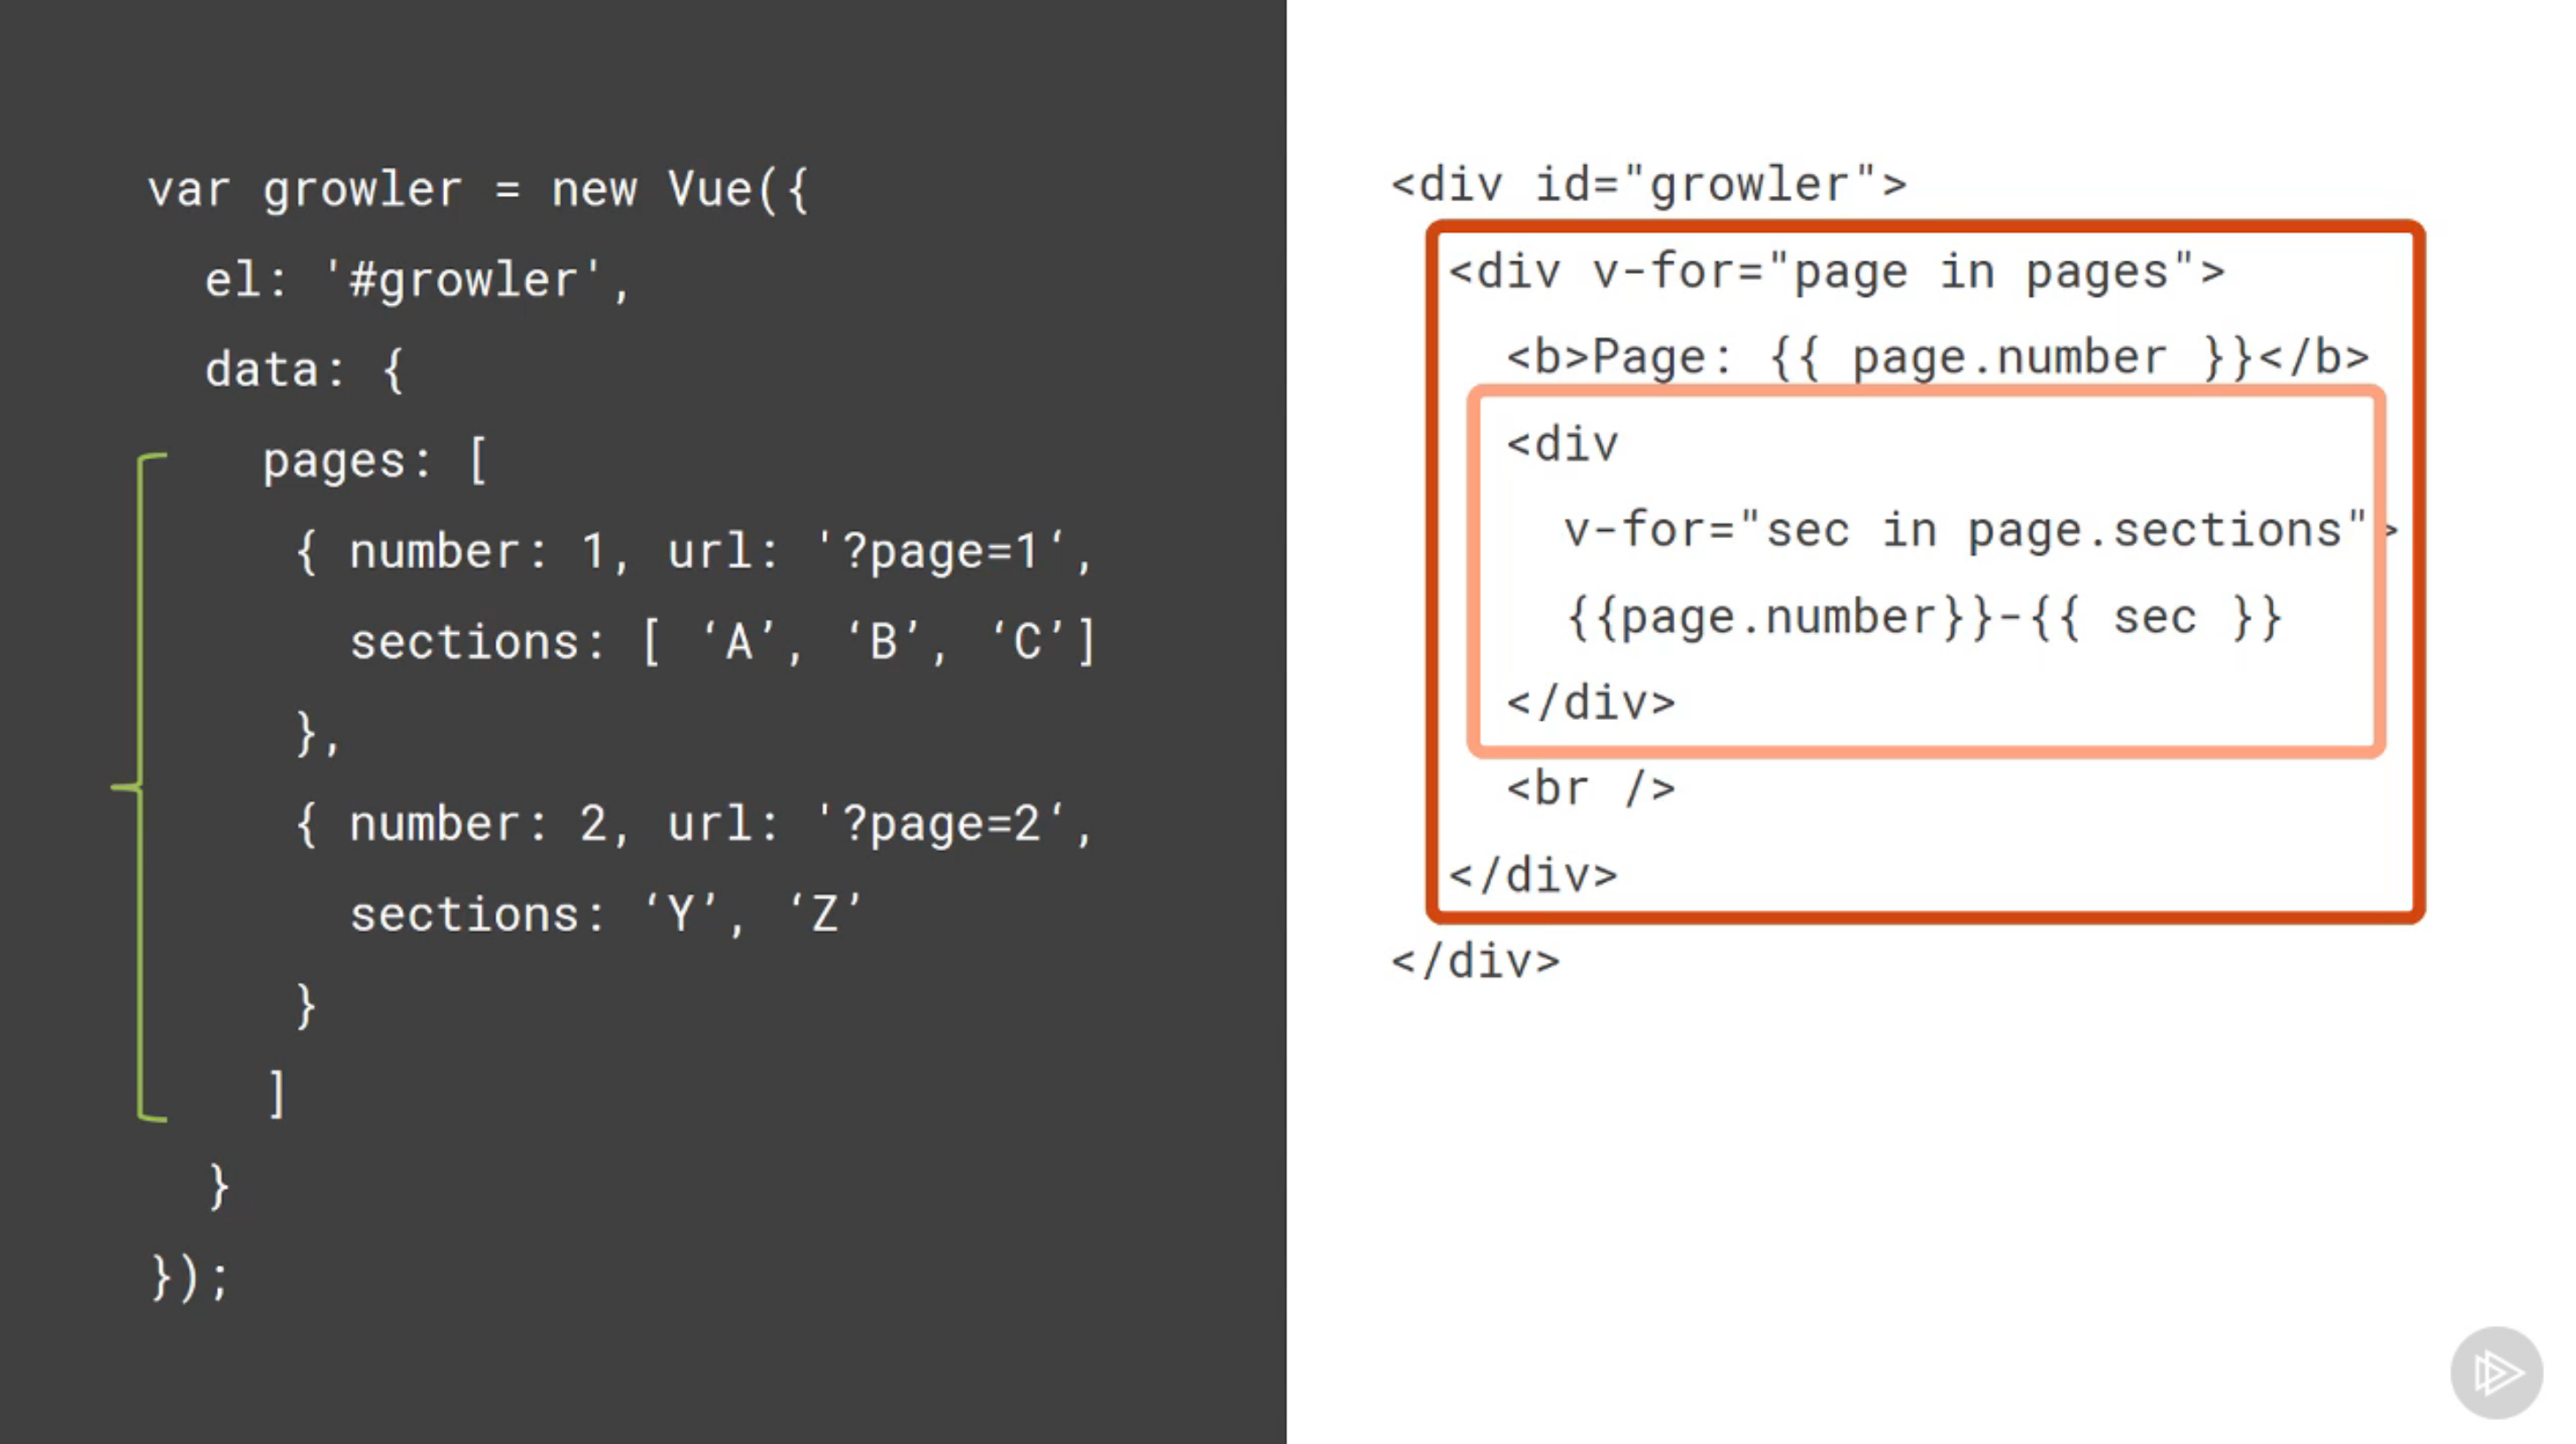 var growler = new Vue({
el: '#growler',
data: {
pages: [
{ number: 1, url: '?page=1‘,
sections: [ ‘A’, ‘B’, ‘C’]
},
{ number: 2, url: '?page=2‘,
sections: ‘Y’, ‘Z’
}
]
}
});
<div id="growler">
<div v-for="page in pages">
<b>Page: {{ page.number }}</b>
<div
v-for="sec in page.sections">
{{page.number}}-{{ sec }}
</div>
<br />
</div>
</div>